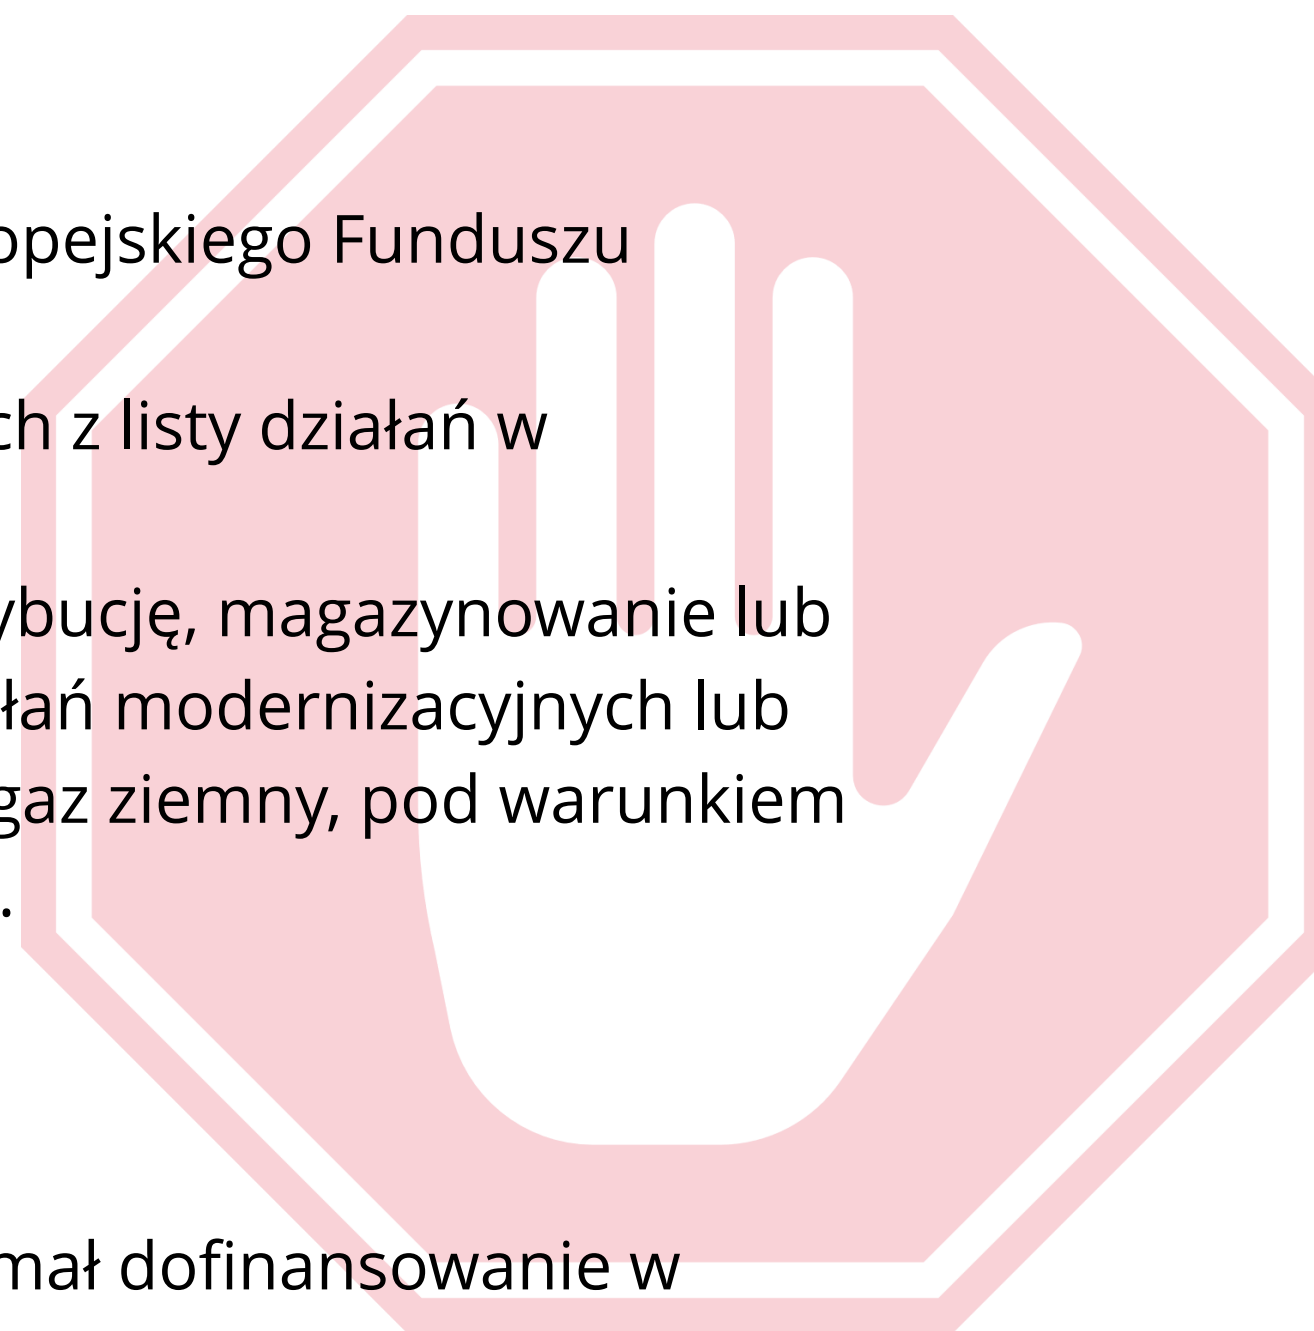 opejskiego Funduszu
ch z listy działań w
ybucję, magazynowanie lub
łań modernizacyjnych lub
gaz ziemny, pod warunkiem
.
mał dofinansowanie w